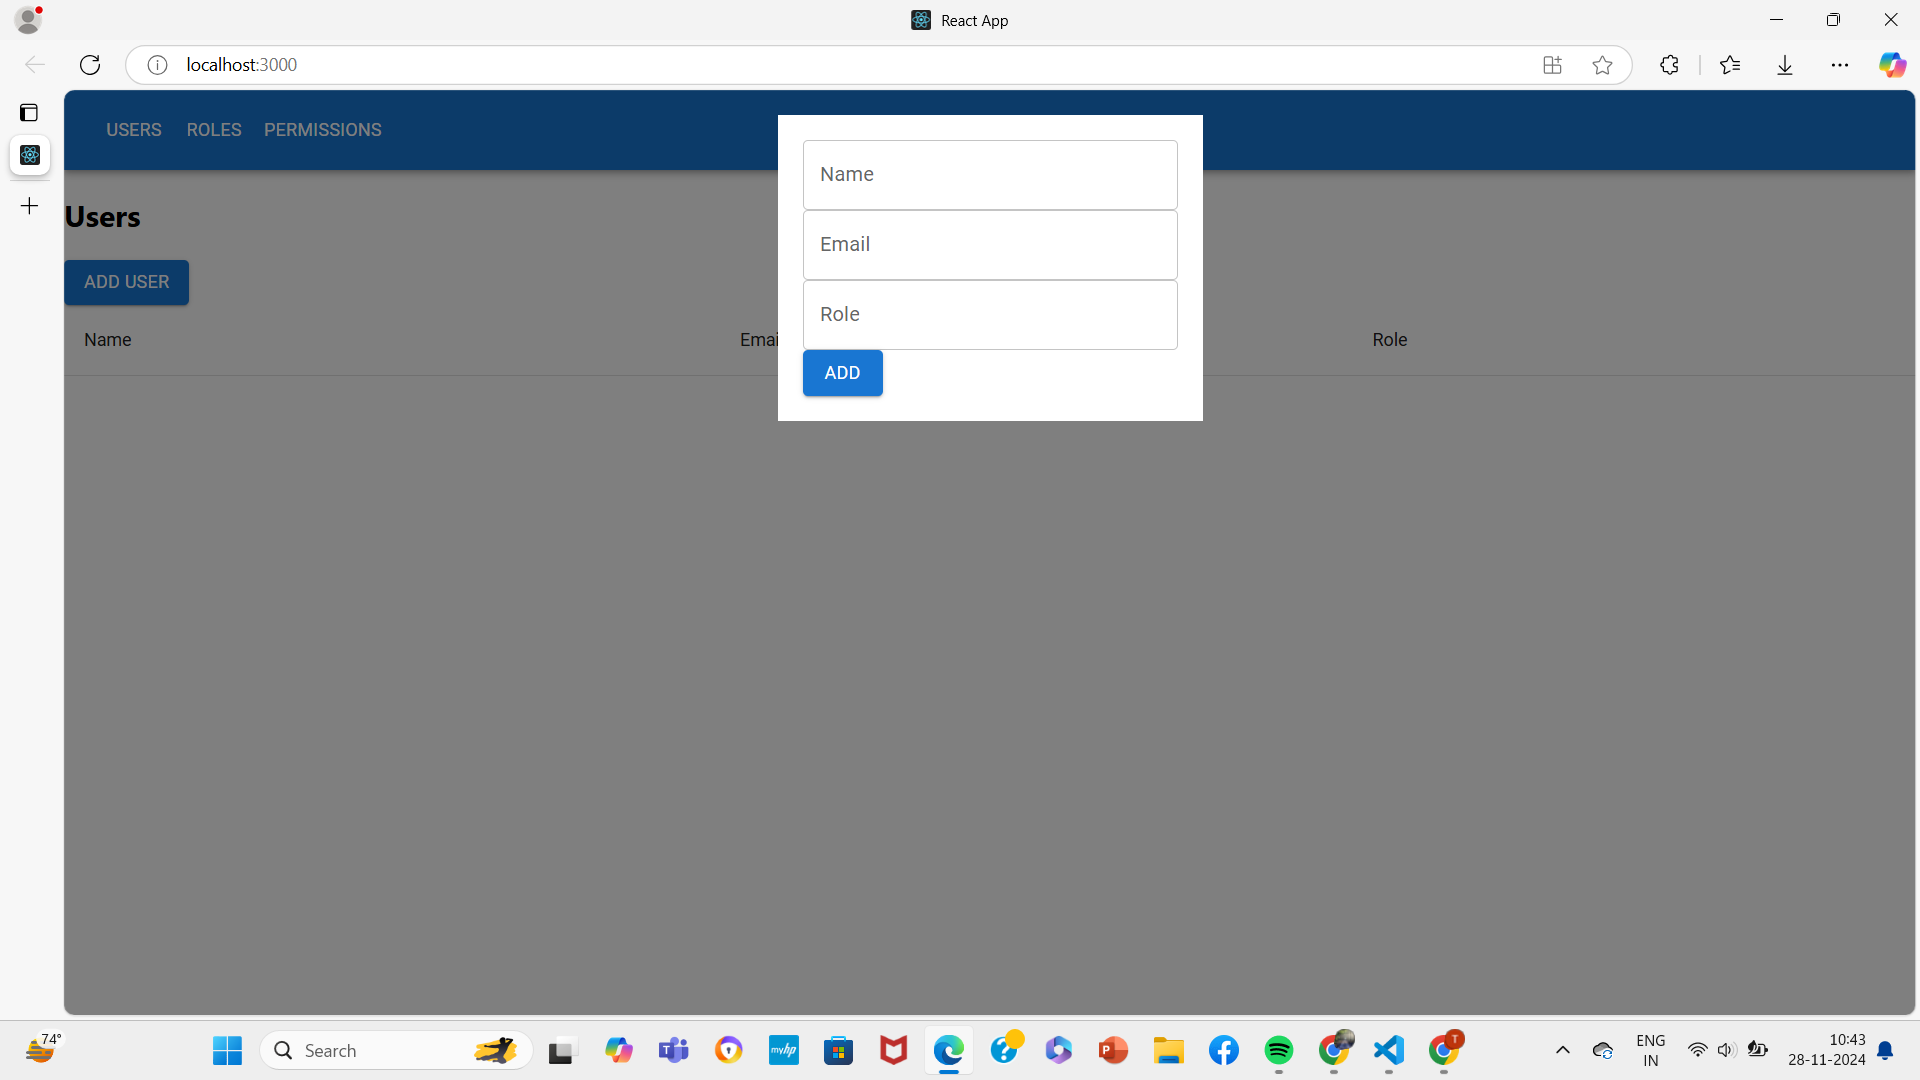 React App
localhost:3000
USERS ROLES PERMISSIONS
Name
Users
Email
ADD USER
Role
Name Emai Role
ADD
74°
Search
myhp
T
ENG
IN
10:43
28-11-2024